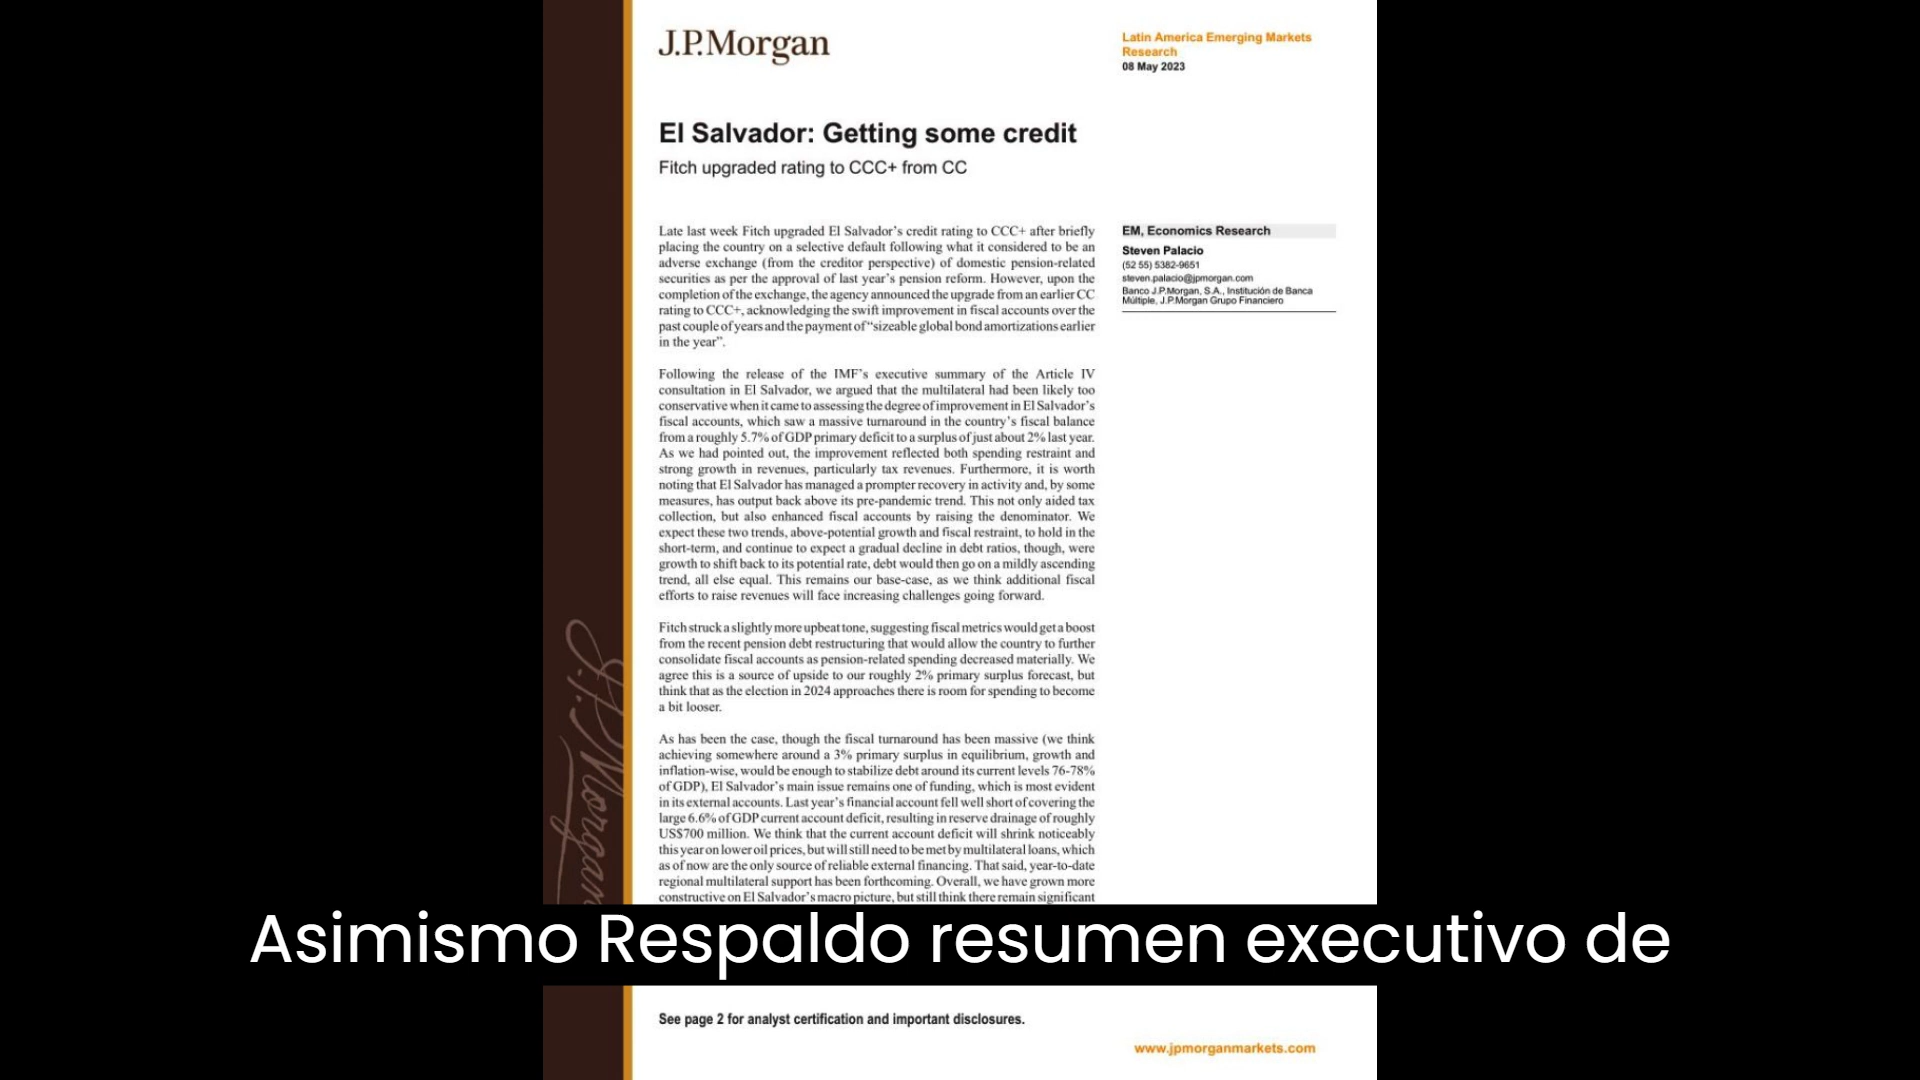 J.P.Morgan
Latin America Emerging Markets
Research
08 May 2023
El Salvador: Getting some credit
Fitch upgraded rating to CCC+ from CC
Late last week Fitch upgraded El Salvador's credit rating to CCC+ after briefly
placing the country on a selective default following what it considered to be an
adverse exchange (from the creditor perspective) of domestic pension-related
securities as per the approval of last year's pension reform. However, upon the
completion of the exchange, the agency announced the upgrade from an earlier CC
rating to CCC+, acknowledging the swift improvement in fiscal accounts over the
past couple of years and the payment of "sizeable global bond amortizations earlier
in the year".
Following the release of the IMF's executive summary of the Article IV
consultation in El Salvador, we argued that the multilateral had been likely too
conservative when it came to assessing the degree of improvement in El Salvador's
fiscal accounts, which saw a massive turnaround in the country's fiscal balance
from a roughly 5.7% of GDP primary deficit to a surplus of just about 2% last year.
As we had pointed out, the improvement reflected both spending restraint and
strong growth in revenues, particularly tax revenues. Furthermore, it is worth
noting that El Salvador has managed a prompter recovery in activity and, by some
measures, has output back above its pre-pandemic trend. This not only aided tax
collection, but also enhanced fiscal accounts by raising the denominator. We
expect these two trends, above-potential growth and fiscal restraint, to hold in the
short-term, and continue to expect a gradual decline in debt ratios, though, were
growth to shift back to its potential rate, debt would then go on a mildly ascending
trend, all else equal. This remains our base-case, as we think additional fiscal
efforts to raise revenues will face increasing challenges going forward.
Fitch struck a slightly more upbeat tone, suggesting fiscal metrics would get a boost
from the recent pension debt restructuring that would allow the country to further
consolidate fiscal accounts as pension-related spending decreased materially. We
agree this is a source of upside to our roughly 2% primary surplus forecast, but
think that as the election in 2024 approaches there is room for spending to become
a bit looser.
As has been the case, though the fiscal turnaround has been massive (we think
achieving somewhere around a 3% primary surplus in equilibrium, growth and
inflation-wise, would be enough to stabilize debt around its current levels 76-78%
of GDP), El Salvador's main issue remains one of funding, which is most evident
in its external accounts. Last year's financial account fell well short of covering the
large 6.6% of GDP current account deficit, resulting in reserve drainage of roughly
US$700 million. We think that the current account deficit will shrink noticeably
this year on lower oil prices, but will still need to be met by multilateral loans, which
as of now are the only source of reliable external financing. That said, year-to-date
regional multilateral support has been forthcoming. Overall, we have grown more
constructive on El Salvador's macro picture, but still think there remain significant
EM, Economics Research
Steven Palacio
(52 55) 5382-9651
steven.palacio@jpmorgan.com
Banco J.P.Morgan, S.A., Institución de Banca
Múltiple, J.P.Morgan Grupo Financiero
J.P.Morgan
Asimismo Respaldo resumen executivo de
See page 2 for analyst certification and important disclosures.
www.jpmorganmarkets.com